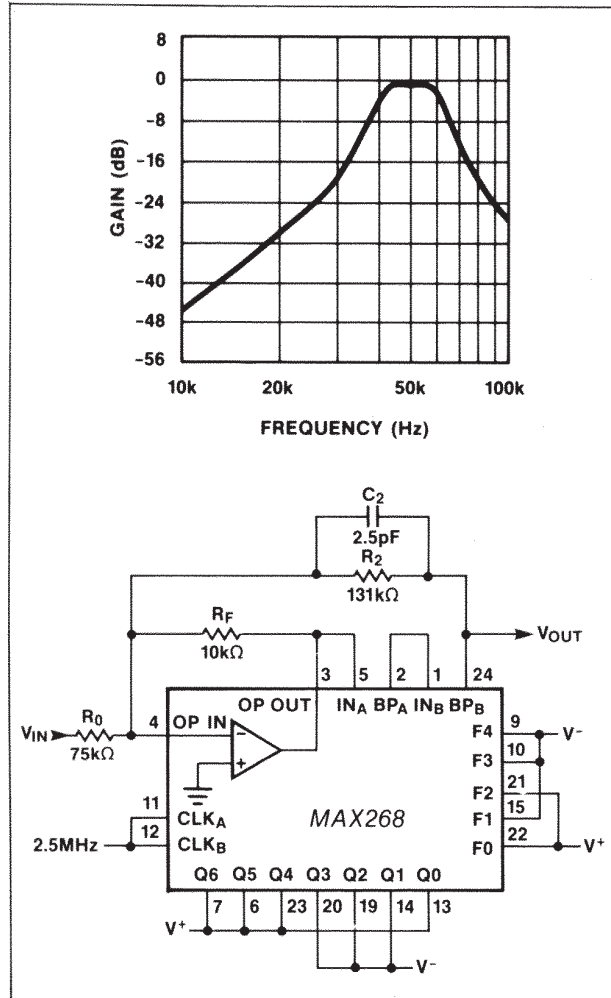 8
0
-8
-16
-24
-32
-40
-48
-56
GAIN (dB)
10k 20k 50k 100k
FREQUENCY (Hz)
C2
2.5pF
R2
131kΩ
RF
10kΩ
VOUT
3 5 2 1 24
OP OUT INA BPA INB BPB
VIN
R0
75kΩ
4 OP IN
−
+
F4 9 V-
F3 10
F2 21
F1 15
F0 22 V+
11 CLKA
12 CLKB
2.5MHz
MAX268
Q6 Q5 Q4 Q3 Q2 Q1 Q0
7 6 23 20 19 14 13
V+
V-